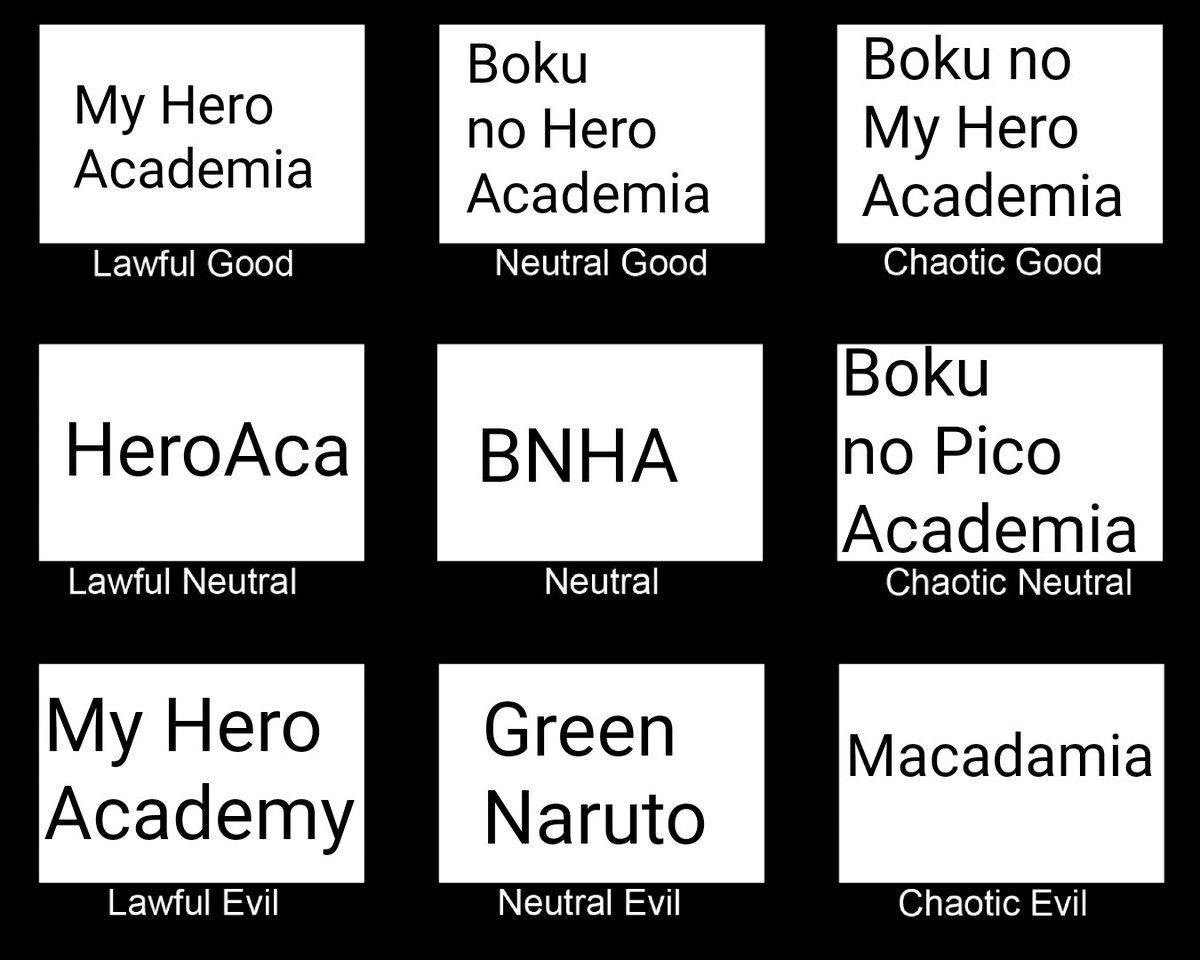 My Hero
Academia
Lawful Good
Boku
no Hero
Academia
Neutral Good
Boku no
My Hero
Academia
Chaotic Good
HeroAca
Lawful Neutral
BNHA
Neutral
Boku
no Pico
Academia
Chaotic Neutral
My Hero
Academy
Lawful Evil
Green
Naruto
Neutral Evil
Macadamia
Chaotic Evil